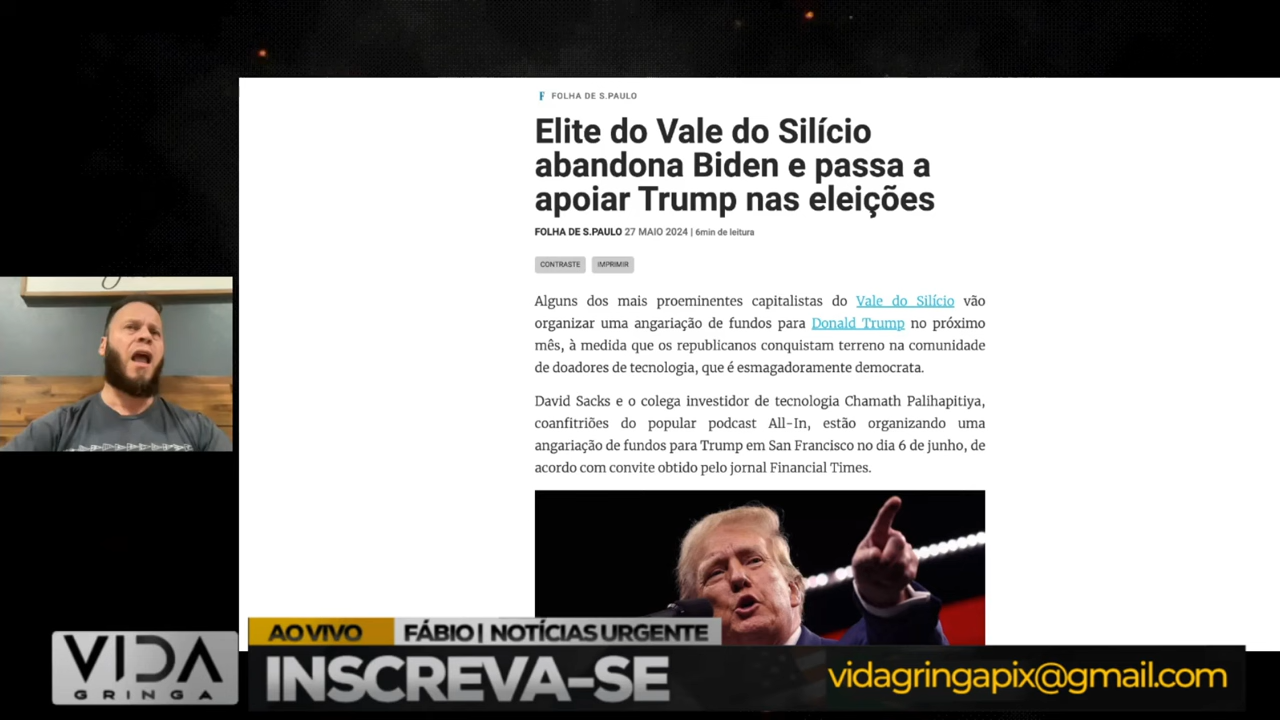 F FOLHA DE S.PAULO
Elite do Vale do Silício
abandona Biden e passa a
apoiar Trump nas eleições
FOLHA DE S.PAULO 27 MAIO 2024 | 6min de leitura
CONTRASTE IMPRIMIR
Alguns dos mais proeminentes capitalistas do Vale do Silício vão
organizar uma angariação de fundos para Donald Trump no próximo
mês, à medida que os republicanos conquistam terreno na comunidade
de doadores de tecnologia, que é esmagadoramente democrata.
David Sacks e o colega investidor de tecnologia Chamath Palihapitiya,
coanfitriões do popular podcast All-In, estão organizando uma
angariação de fundos para Trump em San Francisco no dia 6 de junho, de
acordo com convite obtido pelo jornal Financial Times.
AO VIVO FÁBIO | NOTÍCIAS URGENTE
VIDA
GRINGA
INSCREVA-SE
vidagringapix@gmail.com